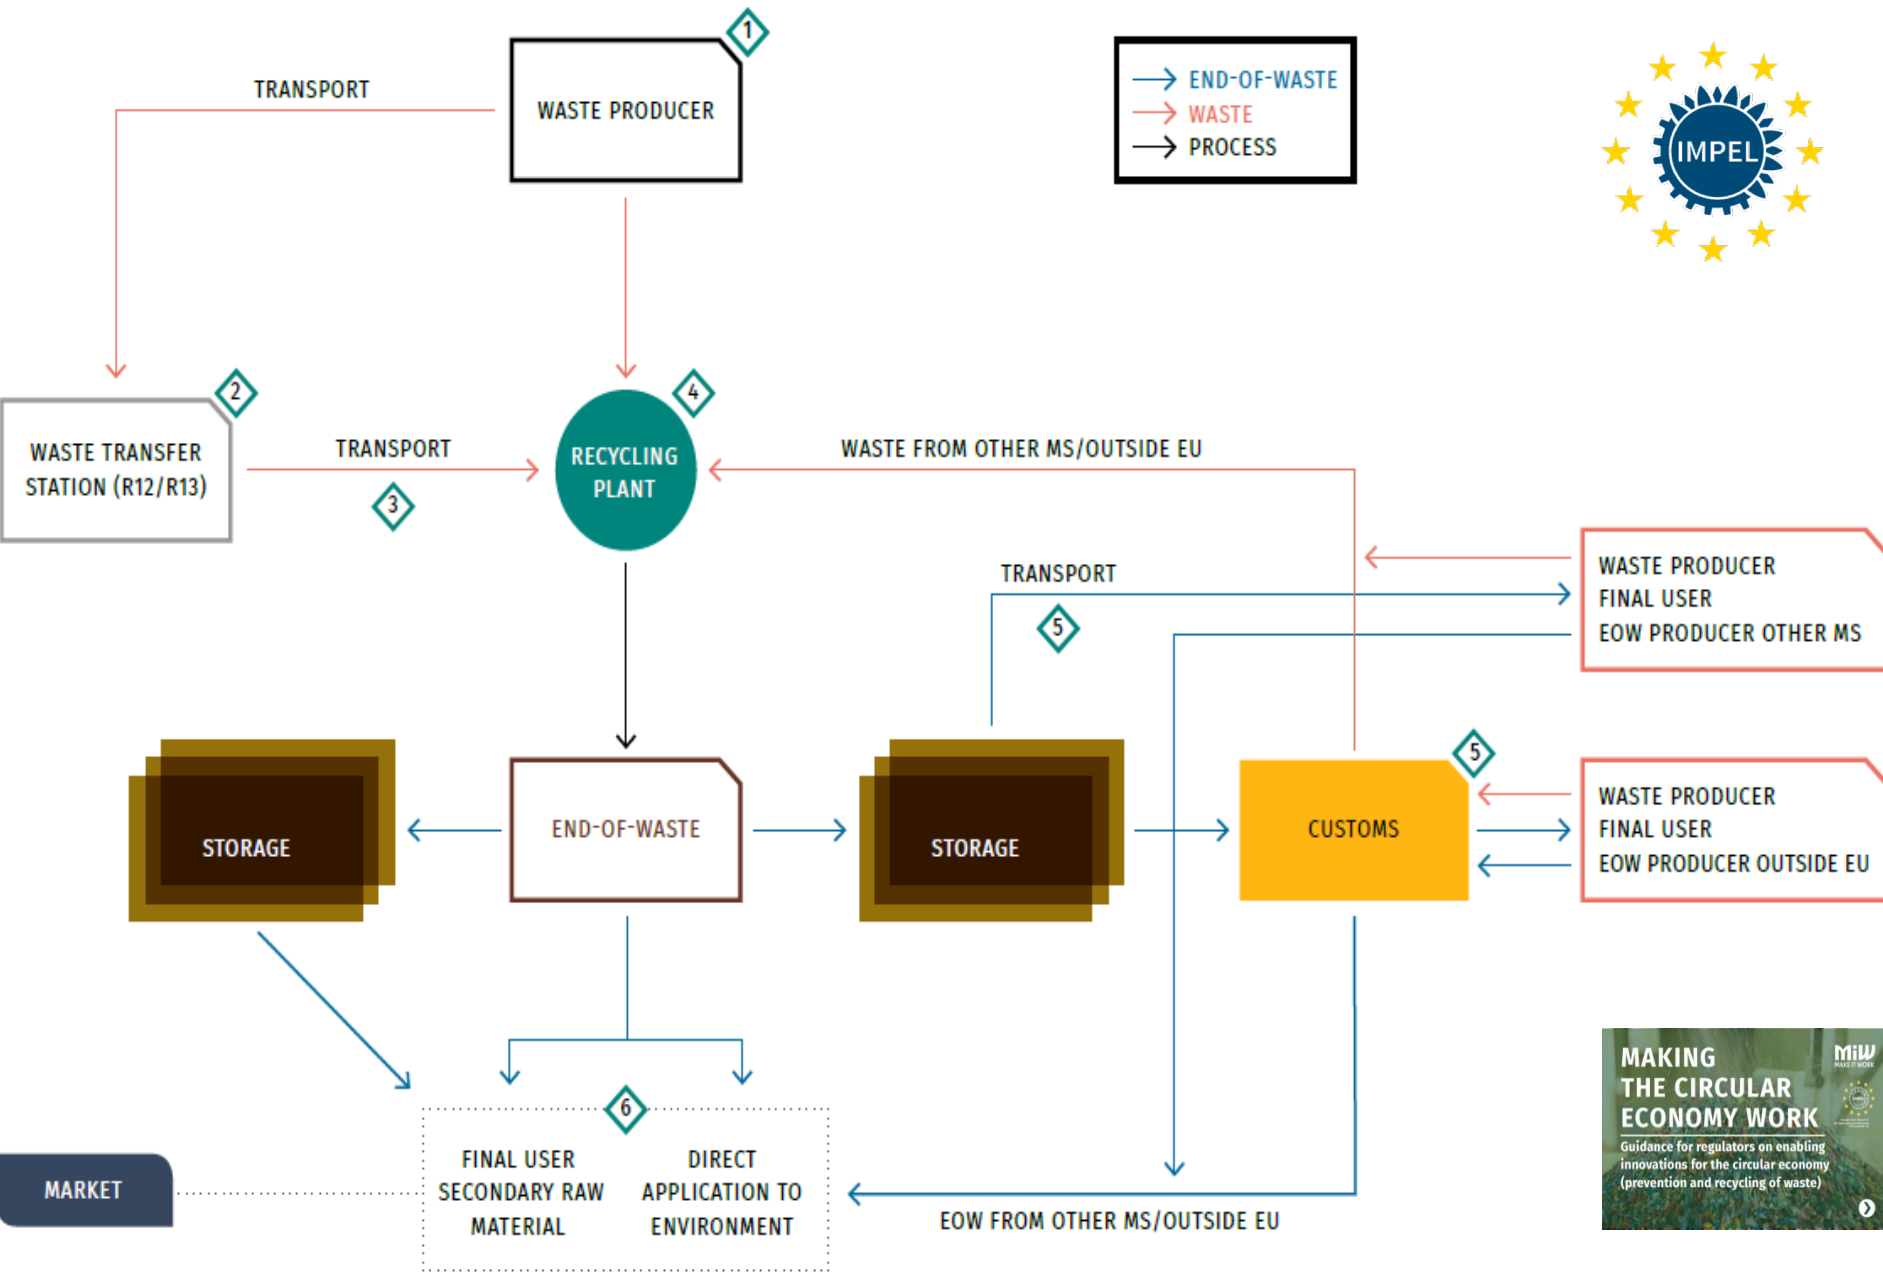 1
TRANSPORT
WASTE PRODUCER
END-OF-WASTE
WASTE
PROCESS
IMPEL
2
4
WASTE TRANSFER
STATION (R12/R13)
TRANSPORT
3
RECYCLING
PLANT
WASTE FROM OTHER MS/OUTSIDE EU
TRANSPORT
5
WASTE PRODUCER
FINAL USER
EOW PRODUCER OTHER MS
STORAGE
END-OF-WASTE
STORAGE
CUSTOMS
5
WASTE PRODUCER
FINAL USER
EOW PRODUCER OUTSIDE EU
6
MARKET
FINAL USER
SECONDARY RAW
MATERIAL
DIRECT
APPLICATION TO
ENVIRONMENT
EOW FROM OTHER MS/OUTSIDE EU
MAKING
THE CIRCULAR
ECONOMY WORK
Guidance for regulators on enabling
innovations for the circular economy
(prevention and recycling of waste)
MiW
MAKE IT WORK